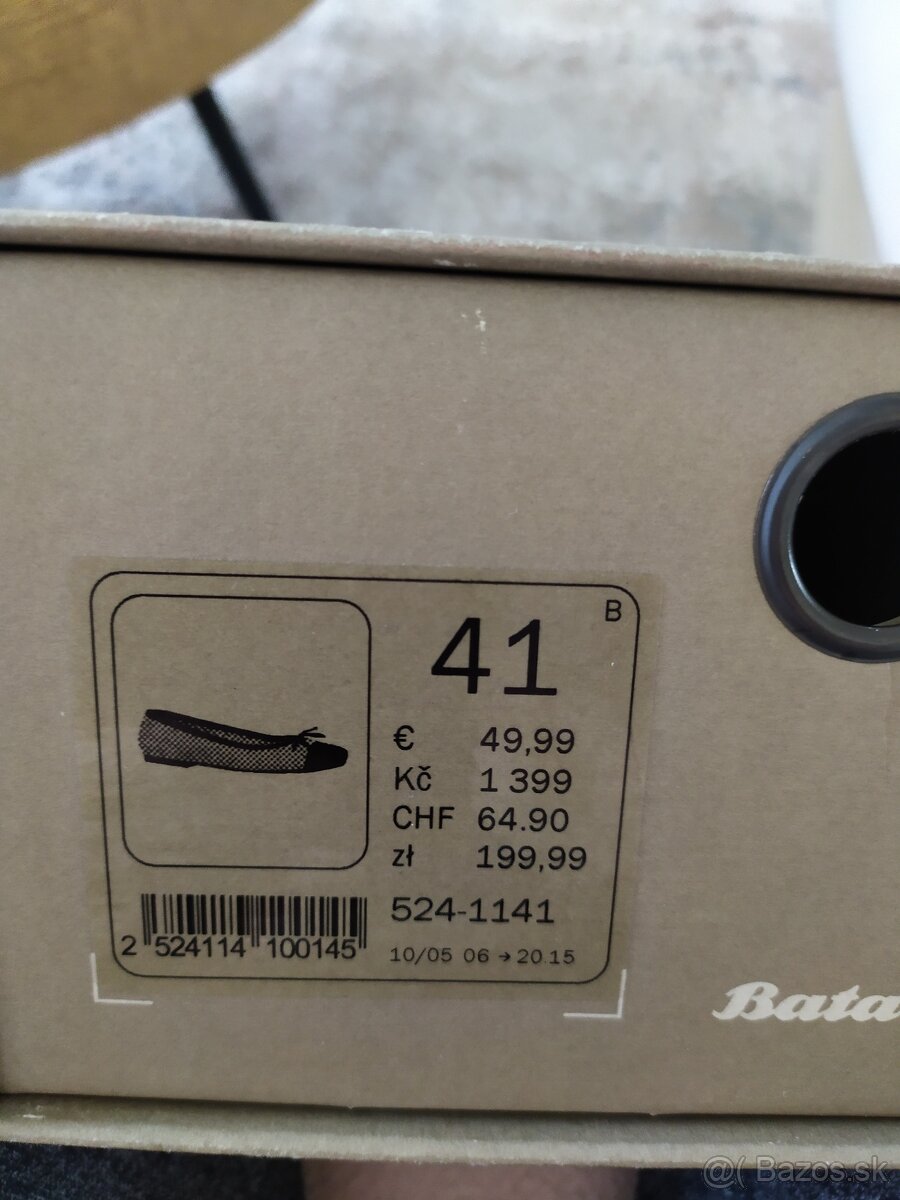 B
41
€ 49,99
Kč 1 399
CHF 64.90
zł 199,99
524-1141
2 524114 100145
10/05 06 → 20.15
Bata
@( Bazos.sk